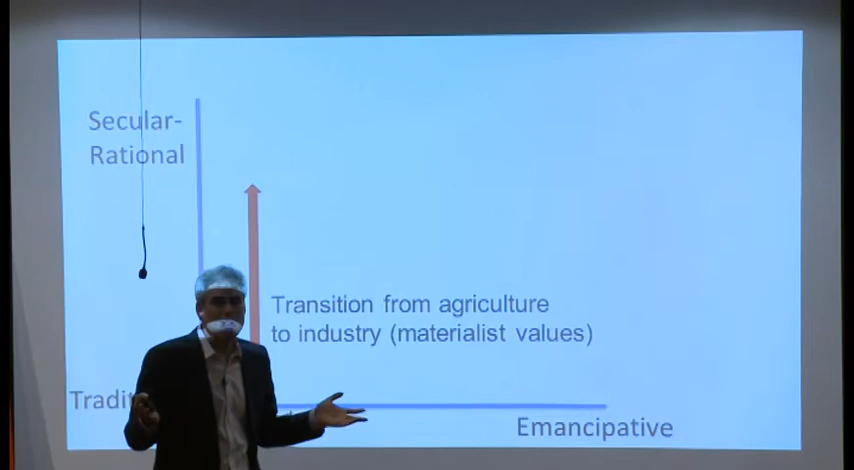 Secular-
Rational
Transition from agriculture
to industry (materialist values)
Emancipative